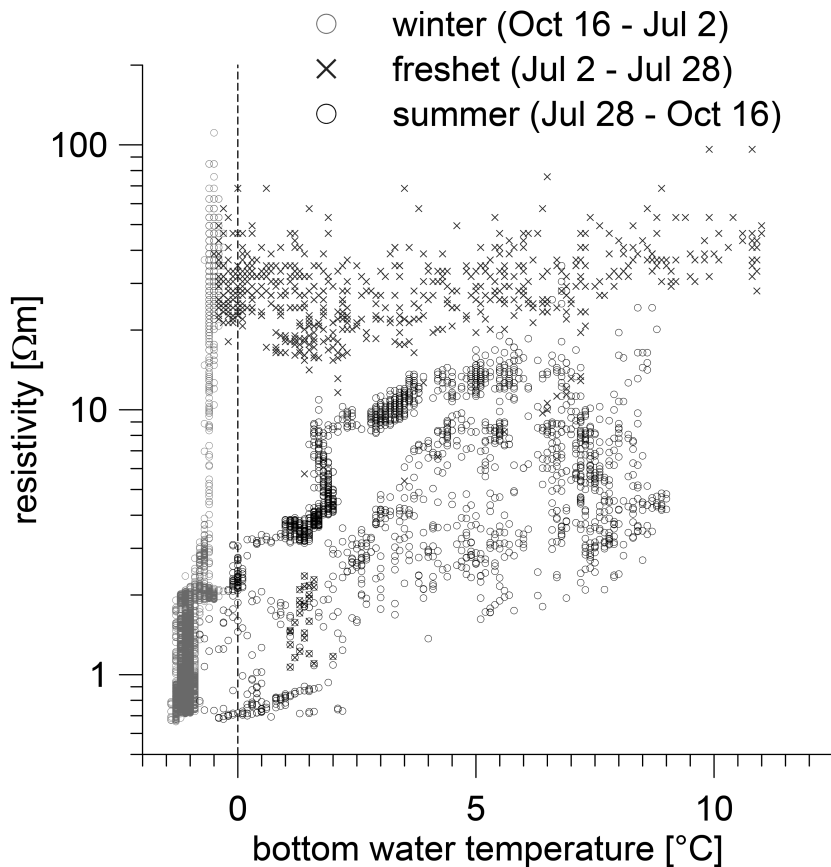 winter (Oct 16 - Jul 2)
freshet (Jul 2 - Jul 28)
summer (Jul 28 - Oct 16)
100
10
1
resistivity [Ωm]
0 5 10
bottom water temperature [°C]